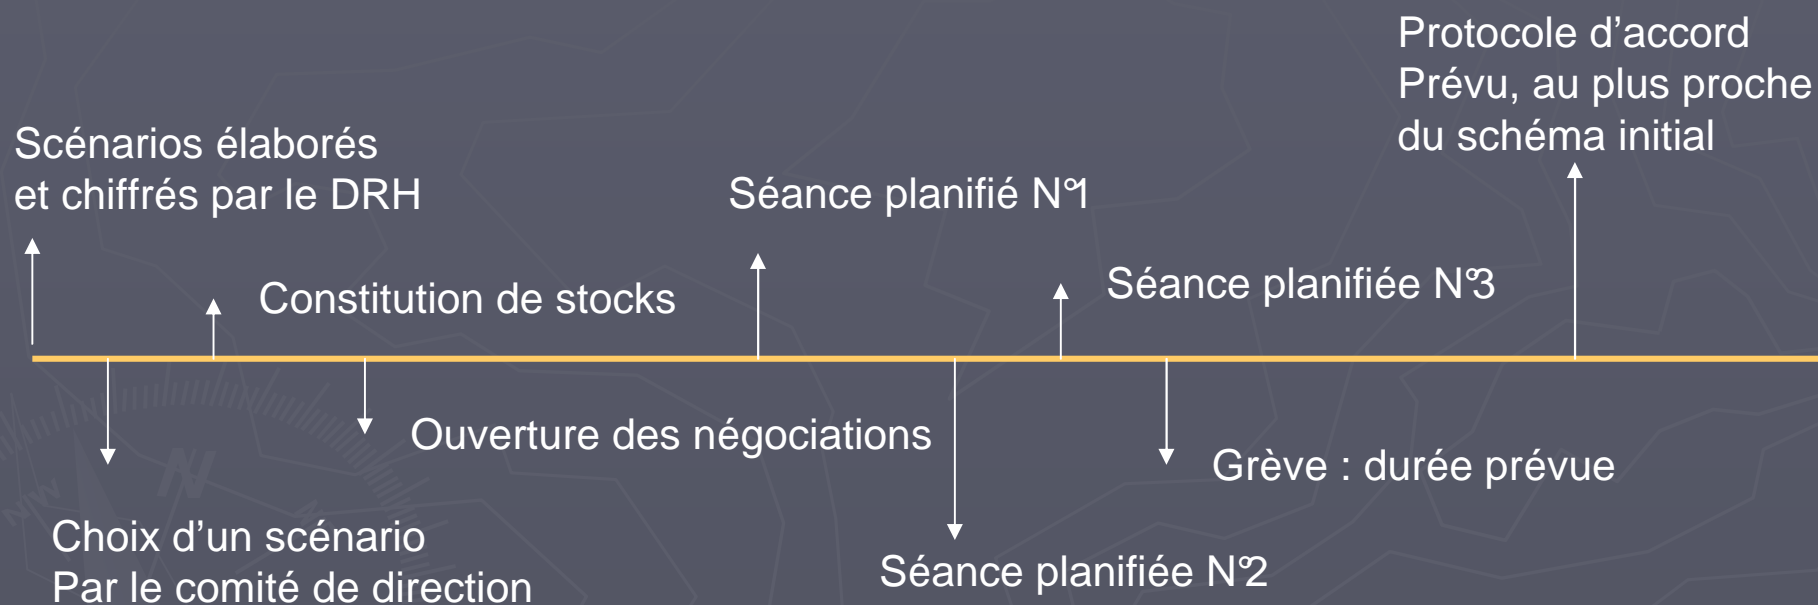 Protocole d'accord
Prévu, au plus proche
du schéma initial
Scénarios élaborés
et chiffrés par le DRH
Séance planifié N°1
Constitution de stocks
Séance planifiée N°3
Ouverture des négociations
Grève : durée prévue
Choix d'un scénario
Par le comité de direction
Séance planifiée N°2
NW
N